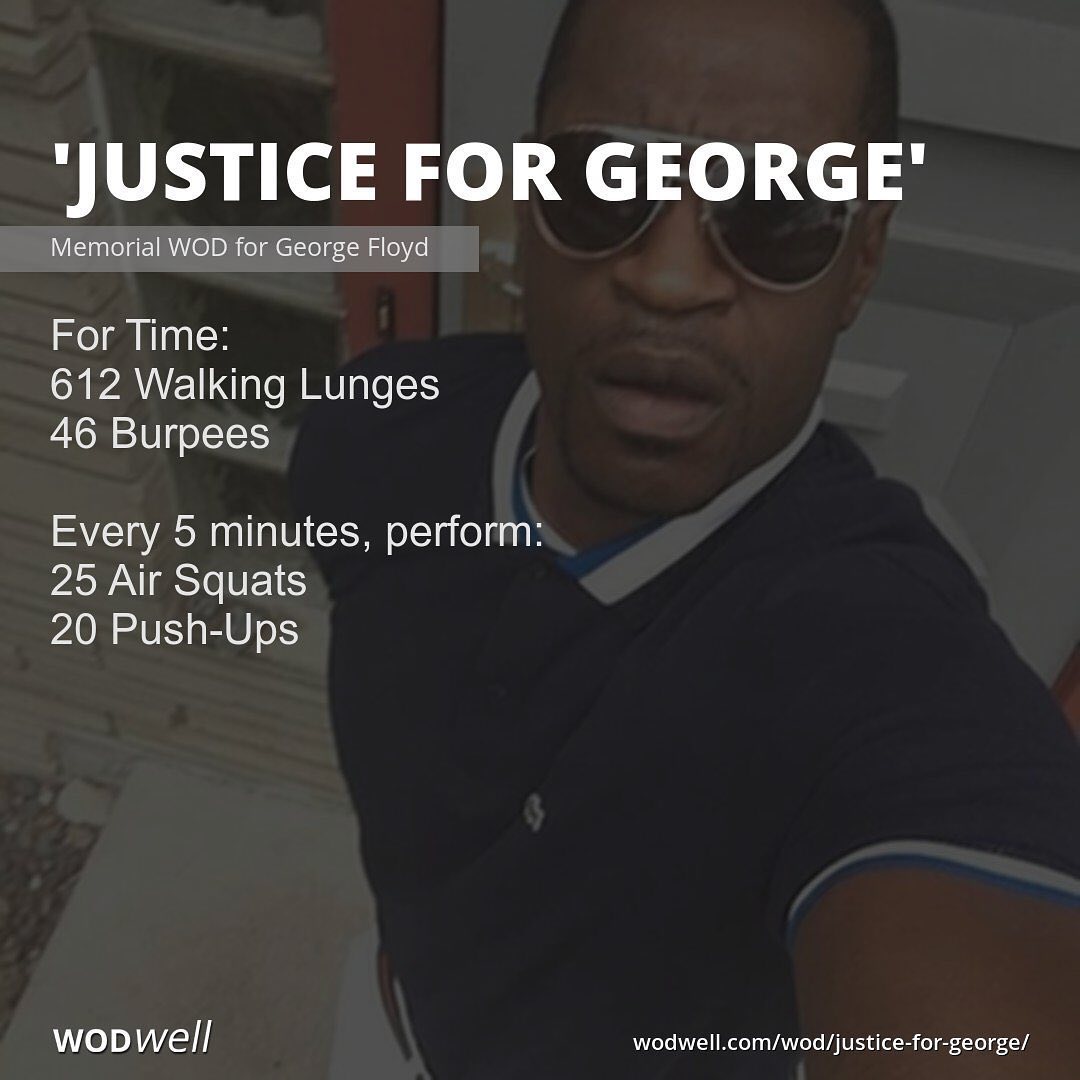 'JUSTICE FOR GEORGE'
Memorial WOD for George Floyd
For Time:
612 Walking Lunges
46 Burpees
Every 5 minutes, perform:
25 Air Squats
20 Push-Ups
WODwell
wodwell.com/wod/justice-for-george/